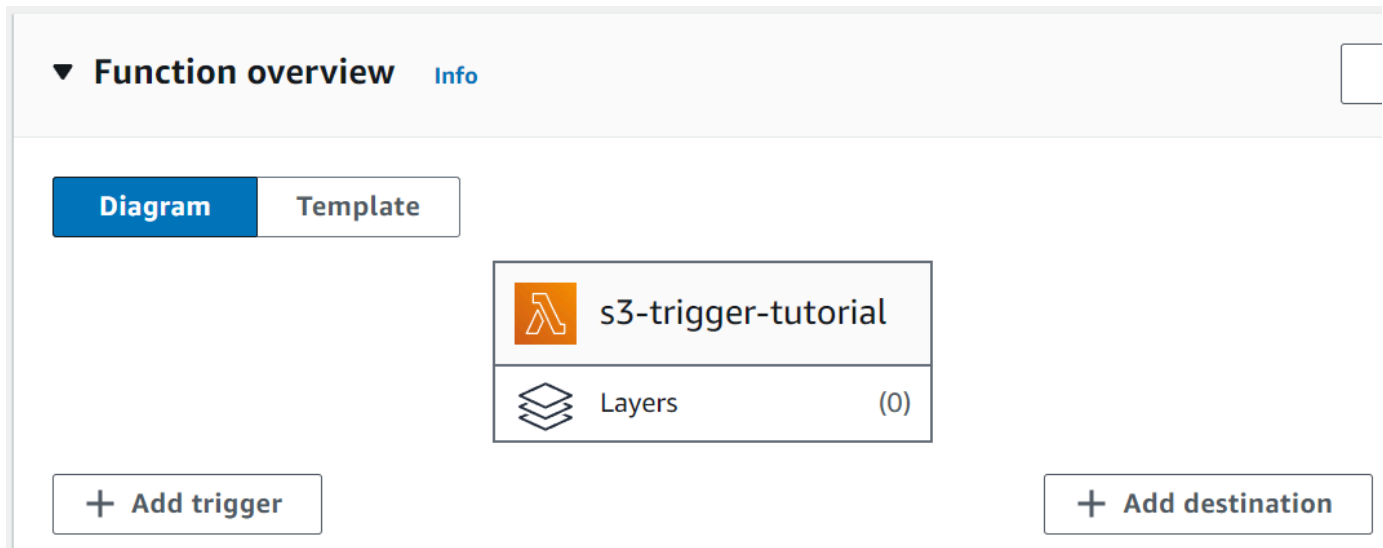 Function overview Info
Diagram Template
s3-trigger-tutorial
Layers (0)
+ Add trigger + Add destination